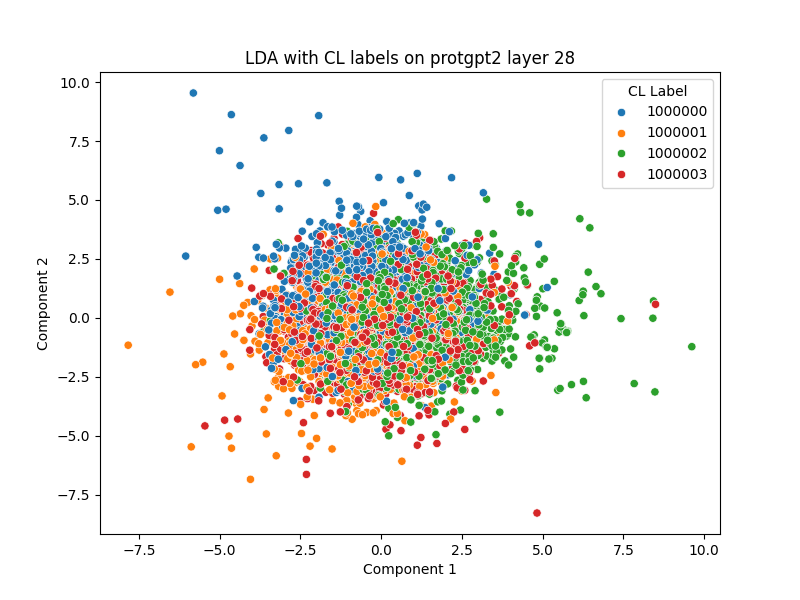 LDA with CL labels on protgpt2 layer 28
CL Label
1000000
1000001
1000002
1000003
10.0
7.5
5.0
2.5
0.0
−2.5
−5.0
−7.5
Component 2
−7.5 −5.0 −2.5 0.0 2.5 5.0 7.5 10.0
Component 1